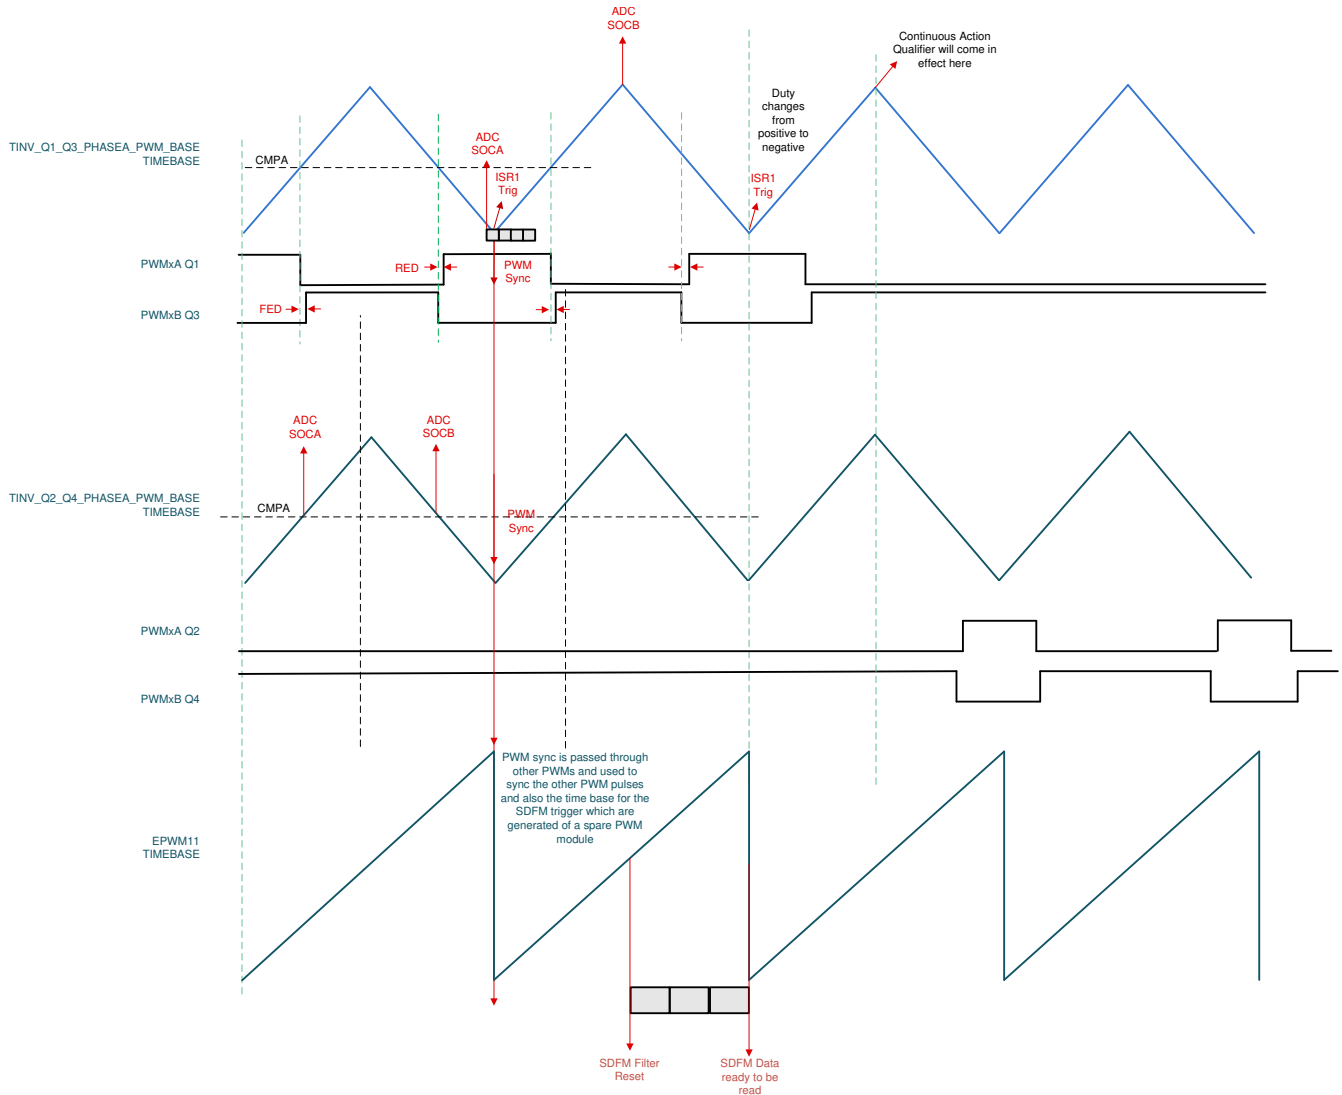 ADC
SOCB
Continuous Action
Qualifier will come in
effect here
Duty
changes
from
positive to
negative
TINV_Q1_Q3_PHASEA_PWM_BASE
TIMEBASE
CMPA
ADC
SOCA
ISR1
Trig
ISR1
Trig
PWMxA Q1
RED
PWM
Sync
FED
PWMxB Q3
ADC
SOCA
ADC
SOCB
TINV_Q2_Q4_PHASEA_PWM_BASE
TIMEBASE
CMPA
PWM
Sync
PWMxA Q2
PWMxB Q4
PWM sync is passed through
other PWMs and used to
sync the other PWM pulses
and also the time base for the
SDFM trigger which are
generated of a spare PWM
module
EPWM11
TIMEBASE
SDFM Filter
Reset
SDFM Data
ready to be
read